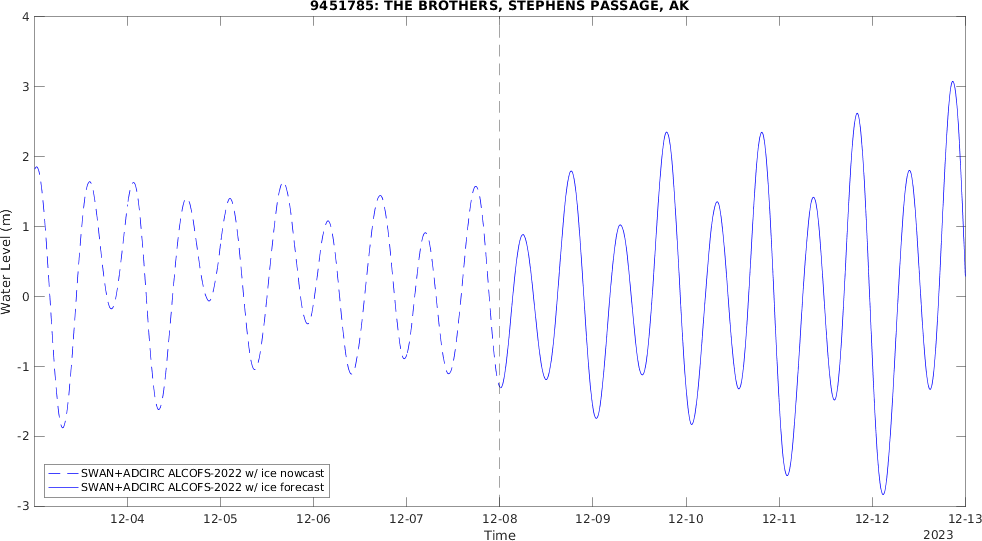 9451785: THE BROTHERS, STEPHENS PASSAGE, AK
4
3
2
1
0
-1
-2
-3
Water Level (m)
SWAN+ADCIRC ALCOFS-2022 w/ ice nowcast
SWAN+ADCIRC ALCOFS-2022 w/ ice forecast
12-04 12-05 12-06 12-07 12-08 12-09 12-10 12-11 12-12 12-13
Time
2023